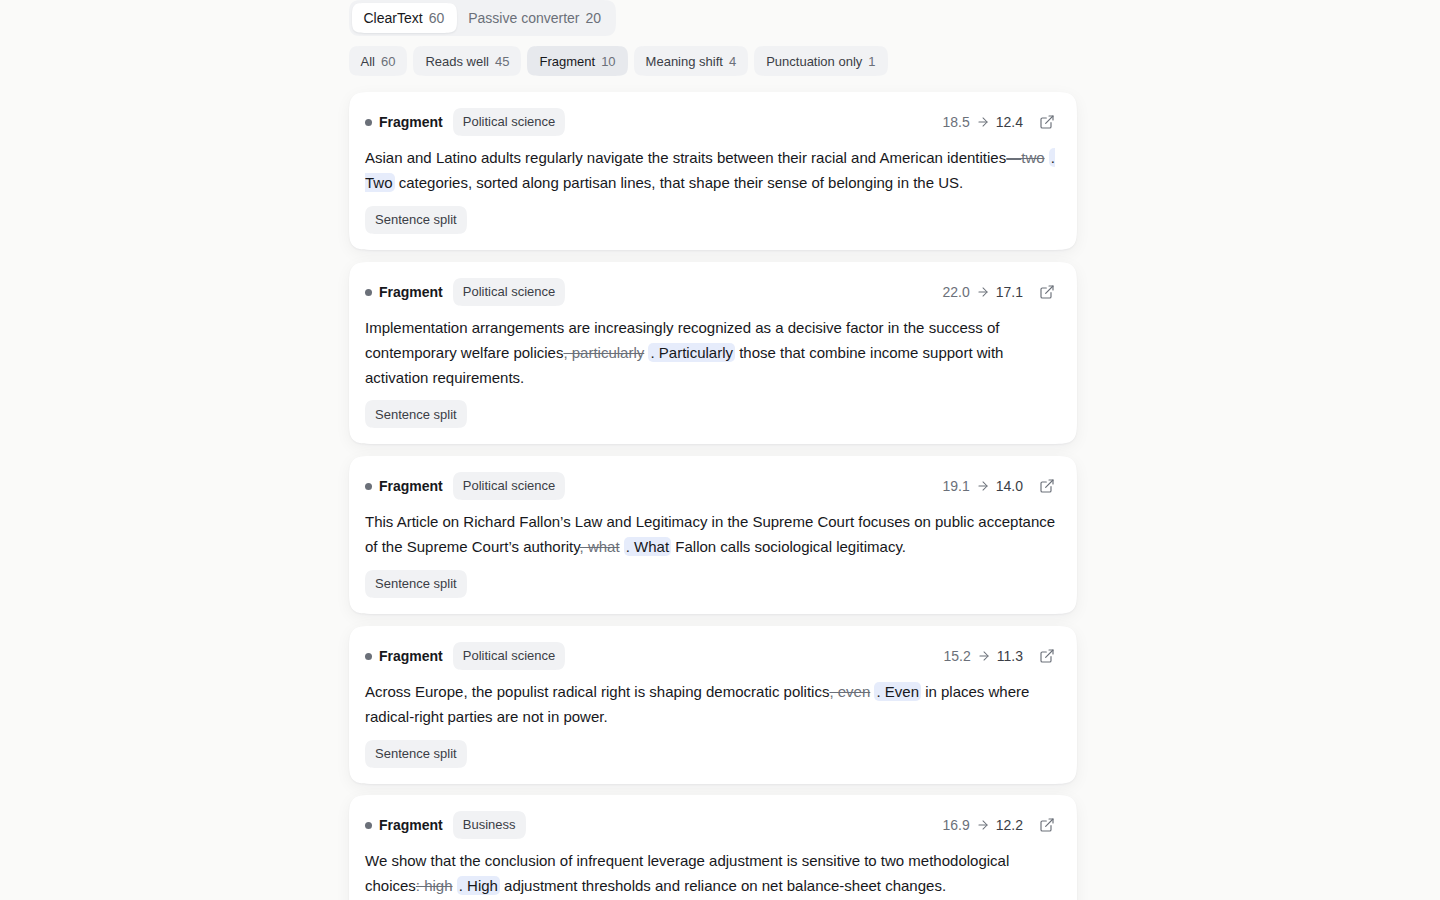 ClearText 60 Passive converter 20
All 60 Reads well 45 Fragment 10 Meaning shift 4 Punctuation only 1
Fragment Political science 18.5 → 12.4
Asian and Latino adults regularly navigate the straits between their racial and American identities—two .
Two categories, sorted along partisan lines, that shape their sense of belonging in the US.
Sentence split
Fragment Political science 22.0 → 17.1
Implementation arrangements are increasingly recognized as a decisive factor in the success of
contemporary welfare policies, particularly . Particularly those that combine income support with
activation requirements.
Sentence split
Fragment Political science 19.1 → 14.0
This Article on Richard Fallon’s Law and Legitimacy in the Supreme Court focuses on public acceptance
of the Supreme Court’s authority, what . What Fallon calls sociological legitimacy.
Sentence split
Fragment Political science 15.2 → 11.3
Across Europe, the populist radical right is shaping democratic politics, even . Even in places where
radical-right parties are not in power.
Sentence split
Fragment Business 16.9 → 12.2
We show that the conclusion of infrequent leverage adjustment is sensitive to two methodological
choices: high . High adjustment thresholds and reliance on net balance-sheet changes.